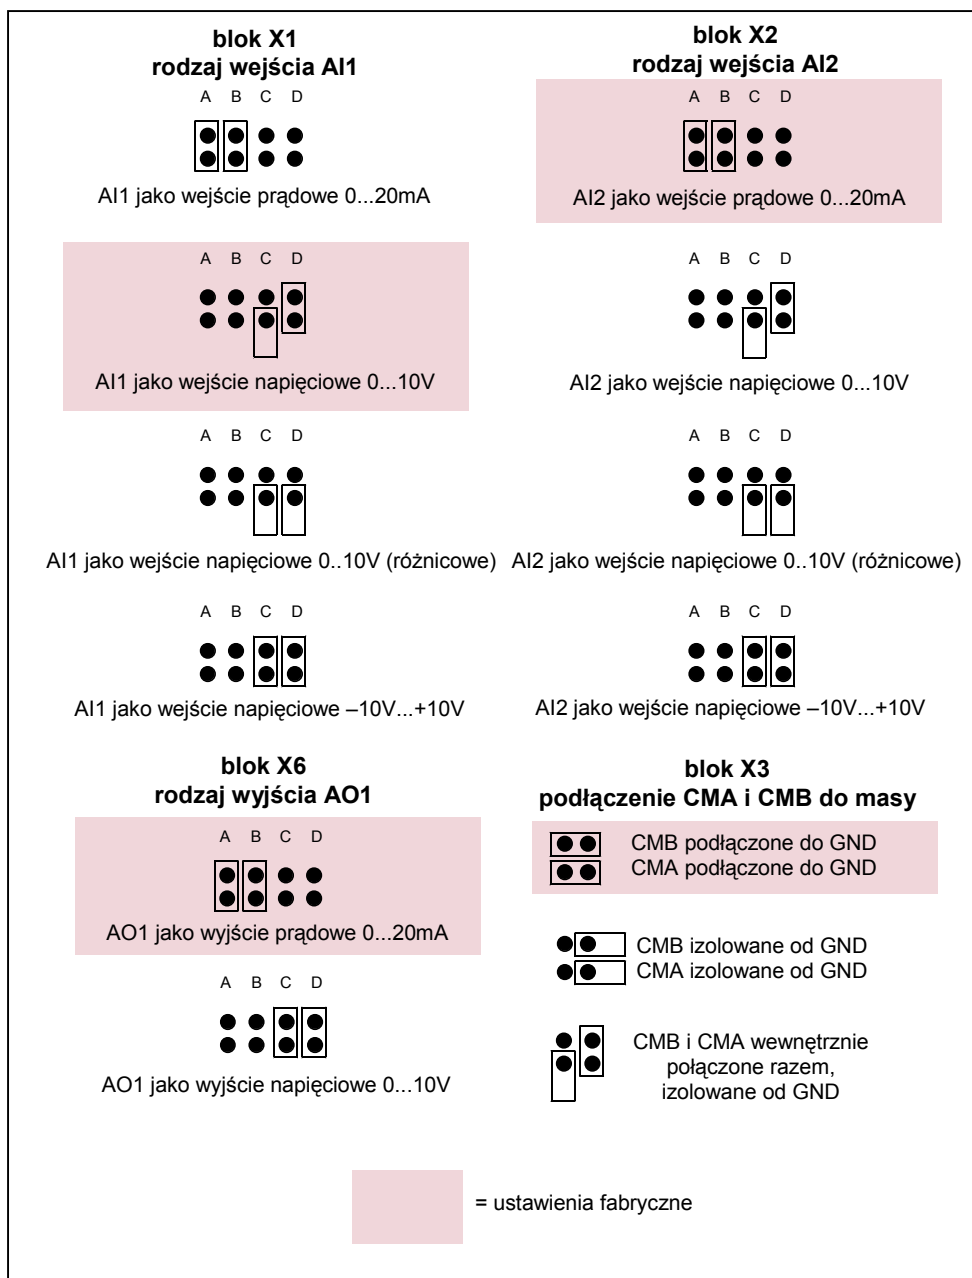 blok X1
rodzaj wejścia AI1
A B C D
AI1 jako wejście prądowe 0...20mA
A B C D
AI1 jako wejście napięciowe 0...10V
A B C D
AI1 jako wejście napięciowe 0..10V (różnicowe)
A B C D
AI1 jako wejście napięciowe –10V...+10V
blok X2
rodzaj wejścia AI2
A B C D
AI2 jako wejście prądowe 0...20mA
A B C D
AI2 jako wejście napięciowe 0...10V
A B C D
AI2 jako wejście napięciowe 0..10V (różnicowe)
A B C D
AI2 jako wejście napięciowe –10V...+10V
blok X6
rodzaj wyjścia AO1
A B C D
AO1 jako wyjście prądowe 0...20mA
A B C D
AO1 jako wyjście napięciowe 0...10V
blok X3
podłączenie CMA i CMB do masy
CMB podłączone do GND
CMA podłączone do GND
CMB izolowane od GND
CMA izolowane od GND
CMB i CMA wewnętrznie
połączone razem,
izolowane od GND
= ustawienia fabryczne